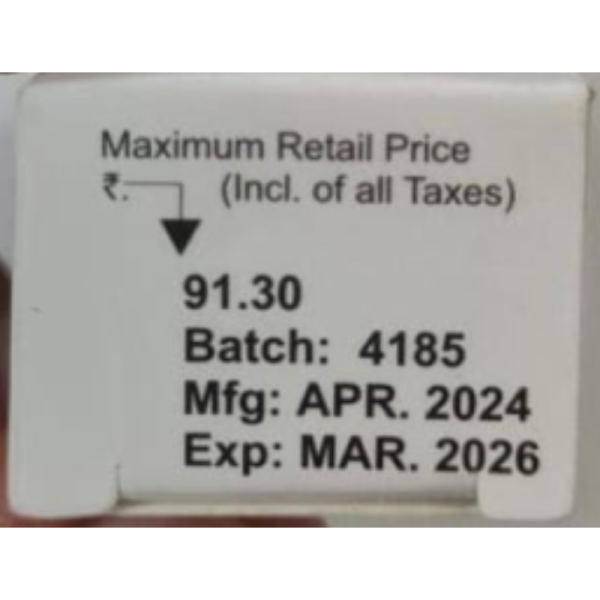 Maximum Retail Price
₹. (Incl. of all Taxes)
91.30
Batch: 4185
Mfg: APR. 2024
Exp: MAR. 2026